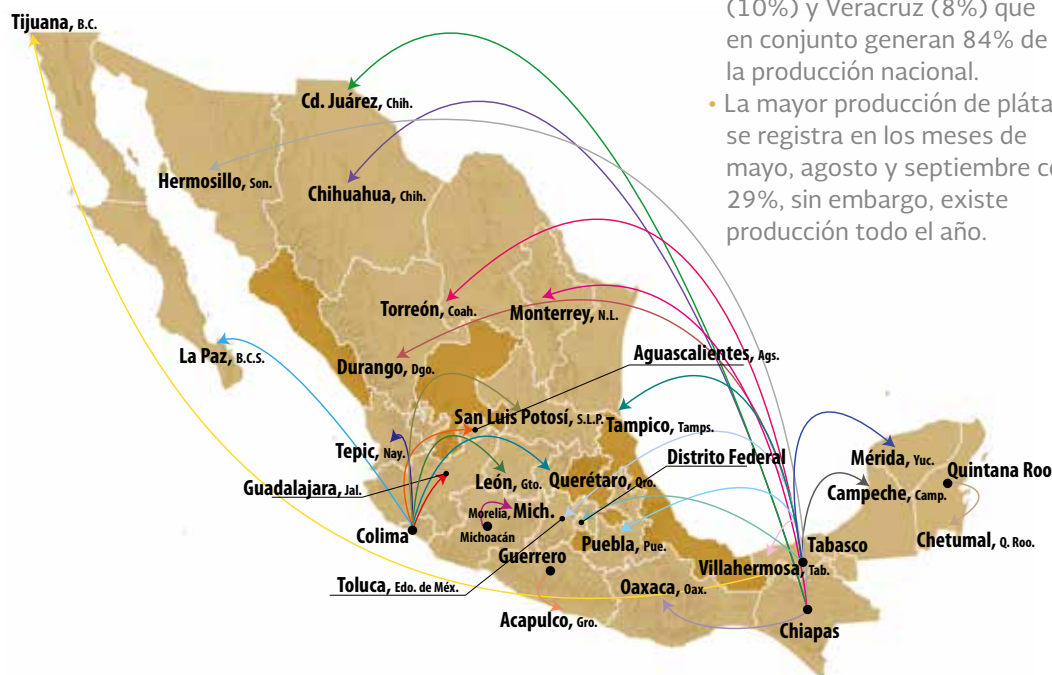 (10%) y Veracruz (8%) que
en conjunto generan 84% de
la producción nacional.
• La mayor producción de pláta
se registra en los meses de
mayo, agosto y septiembre co
29%, sin embargo, existe
producción todo el año.
Tijuana, B.C.
Cd. Juárez, Chih.
Hermosillo, Son.
Chihuahua, Chih.
Torreón, Coah.
Monterrey, N.L.
La Paz, B.C.S.
Durango, Dgo.
Aguascalientes, Ags.
San Luis Potosí, S.L.P.
Tampico, Tamps.
Tepic, Nay.
Distrito Federal
Mérida, Yuc.
Quintana Roo
Guadalajara, Jal.
León, Gto.
Querétaro, Qro.
Campeche, Camp.
Morelia, Mich.
Michoacán
Colima
Puebla, Pue.
Tabasco
Chetumal, Q. Roo.
Guerrero
Villahermosa, Tab.
Toluca, Edo. de Méx.
Oaxaca, Oax.
Acapulco, Gro.
Chiapas